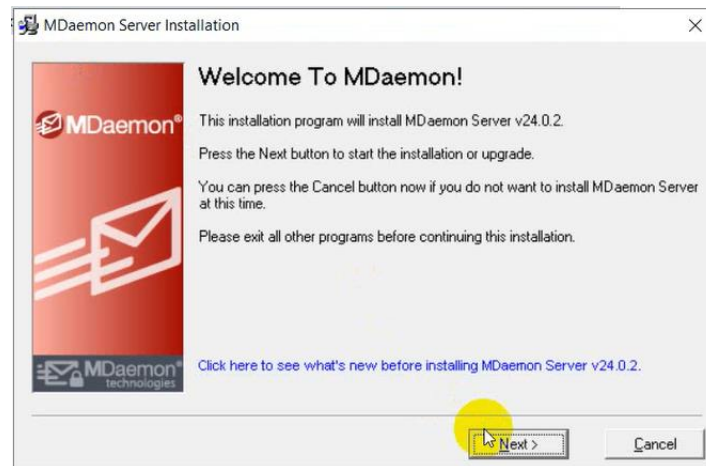 MDaemon Server Installation
Welcome To MDaemon!
MDaemon®
This installation program will install MDaemon Server v24.0.2.
Press the Next button to start the installation or upgrade.
You can press the Cancel button now if you do not want to install MDaemon Server
at this time.
Please exit all other programs before continuing this installation.
Click here to see what's new before installing MDaemon Server v24.0.2.
MDaemon®
technologies
Next >
Cancel